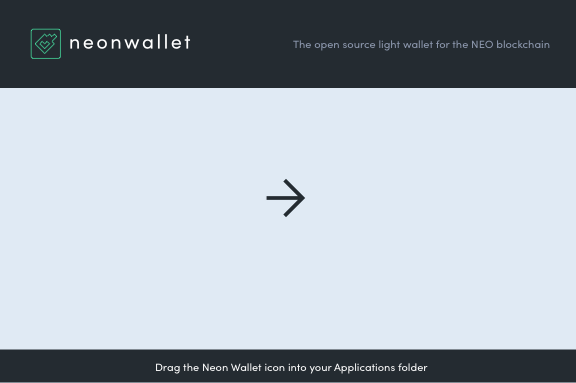 neonwallet
The open source light wallet for the NEO blockchain
Drag the Neon Wallet icon into your Applications folder